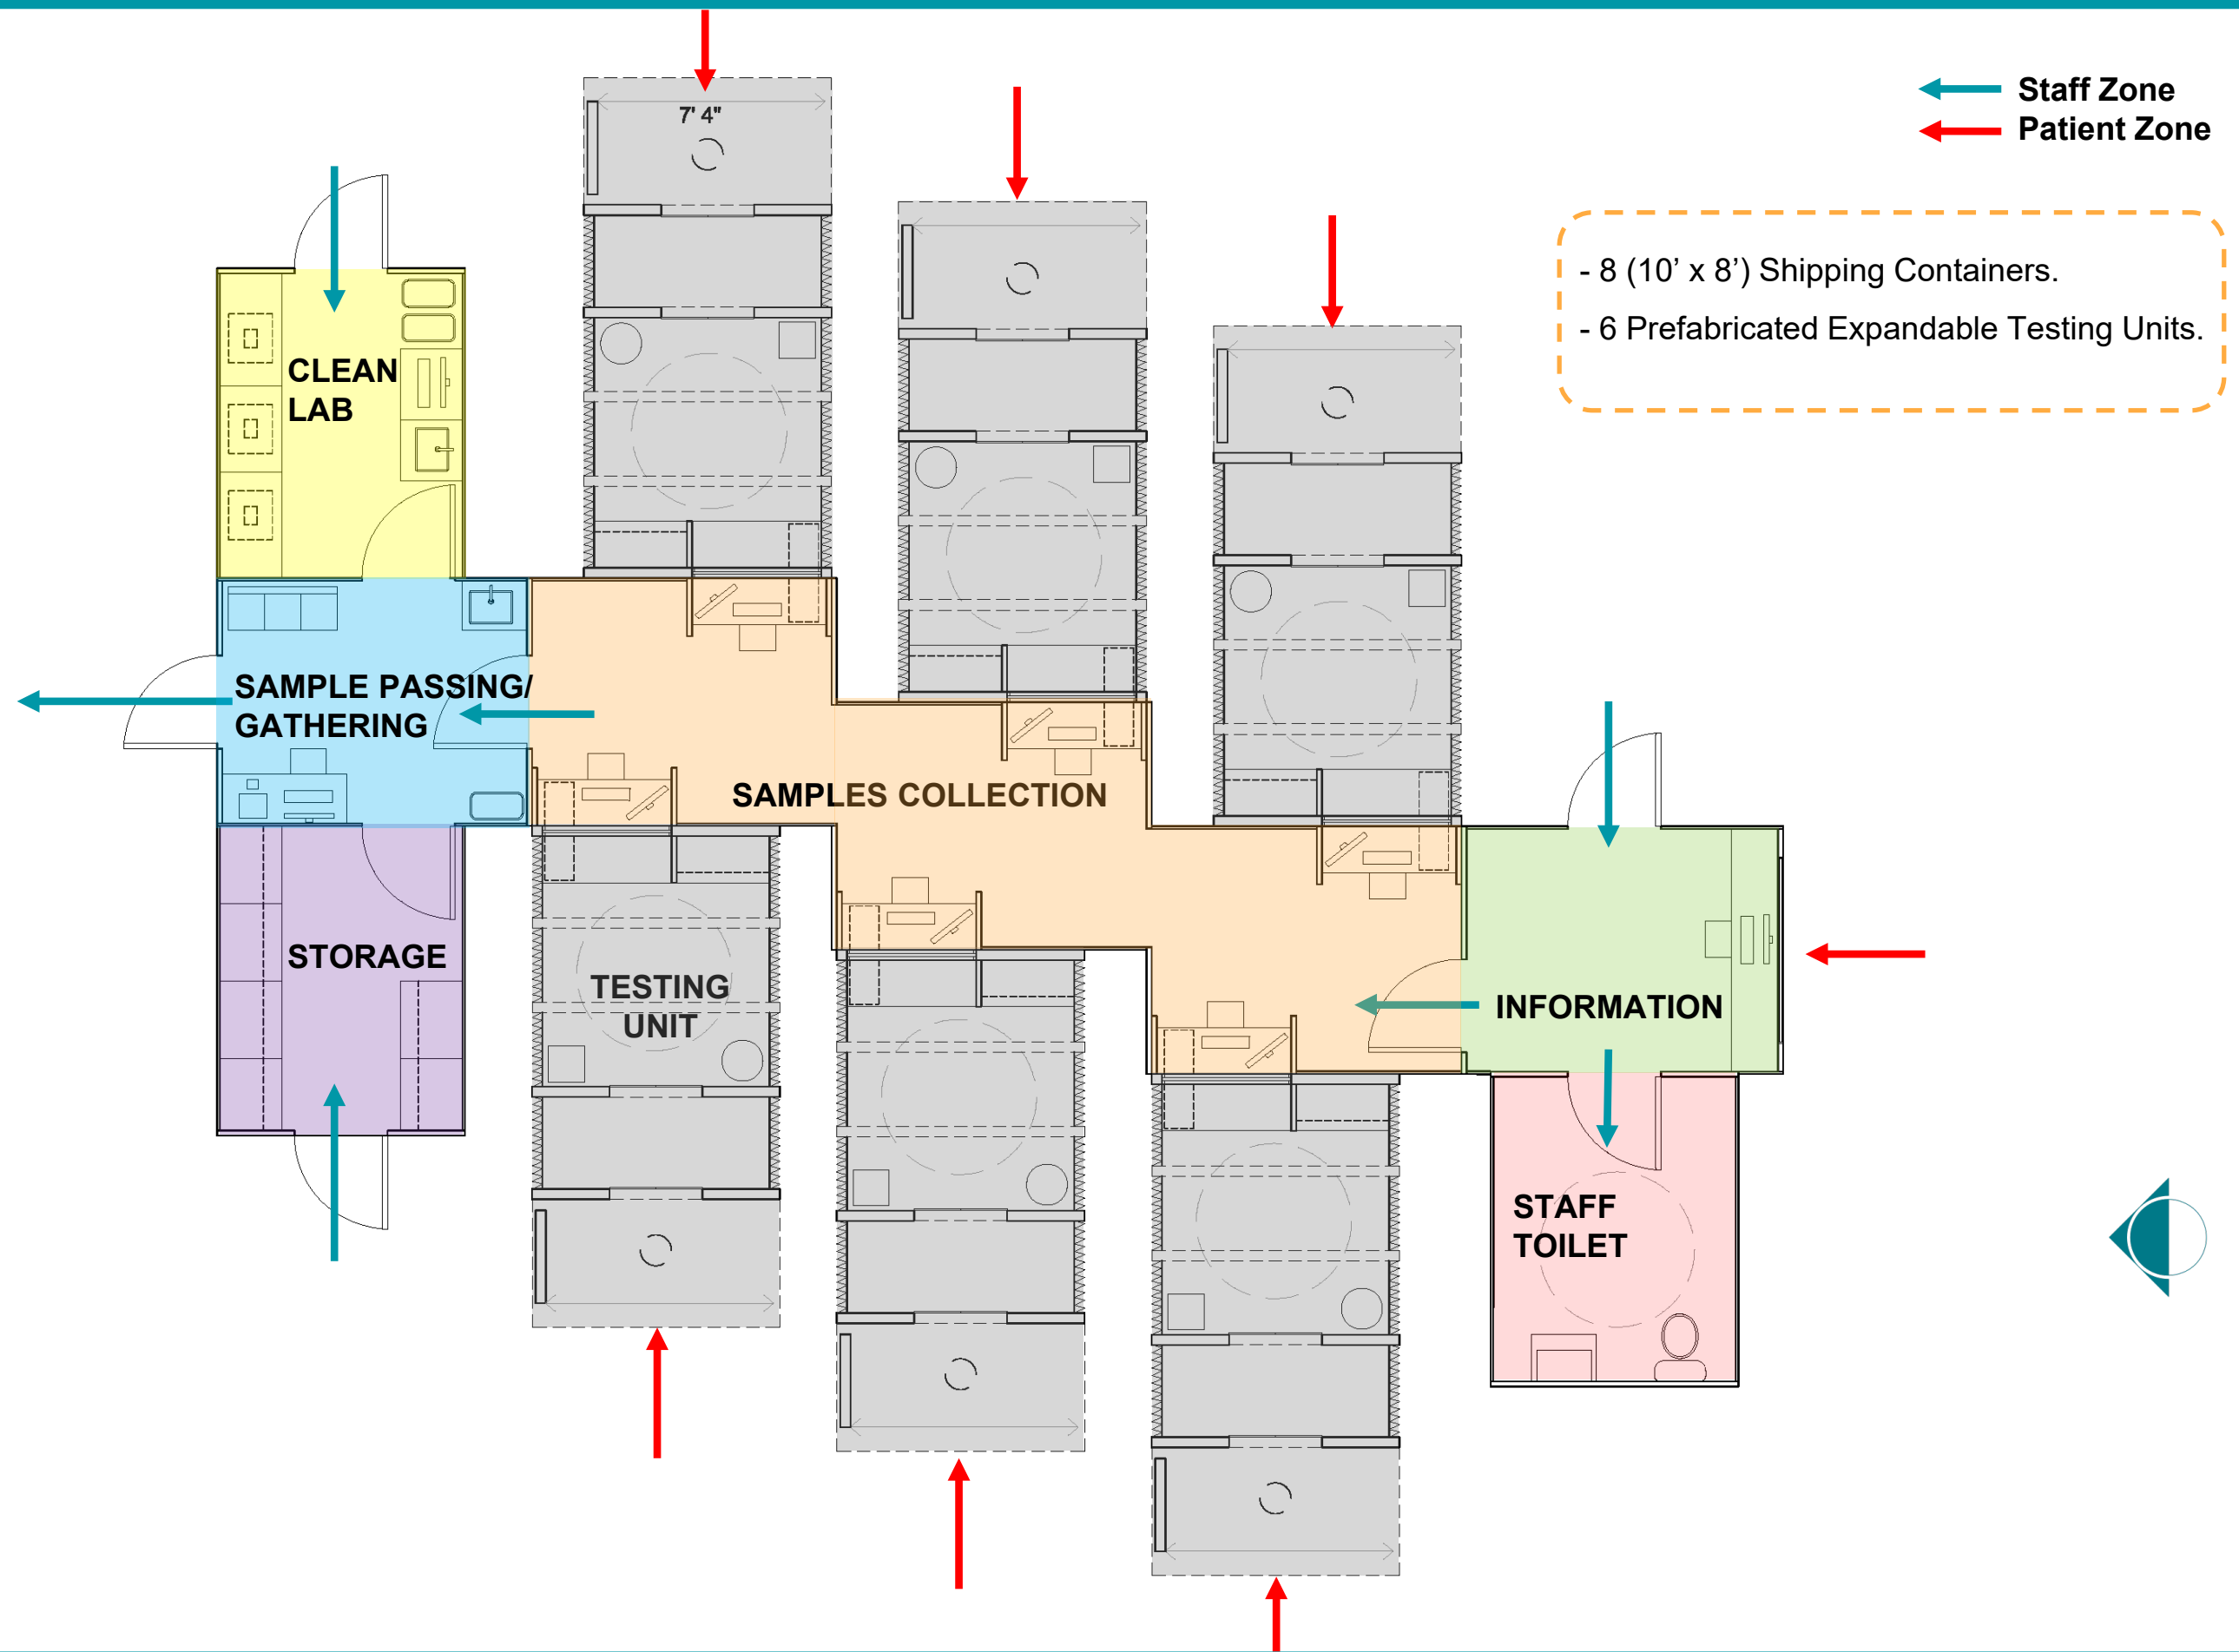 Staff Zone
Patient Zone
7' 4"
- 8 (10’ x 8’) Shipping Containers.
- 6 Prefabricated Expandable Testing Units.
CLEAN
LAB
SAMPLE PASSING/
GATHERING
SAMPLES COLLECTION
STORAGE
TESTING
UNIT
INFORMATION
STAFF
TOILET